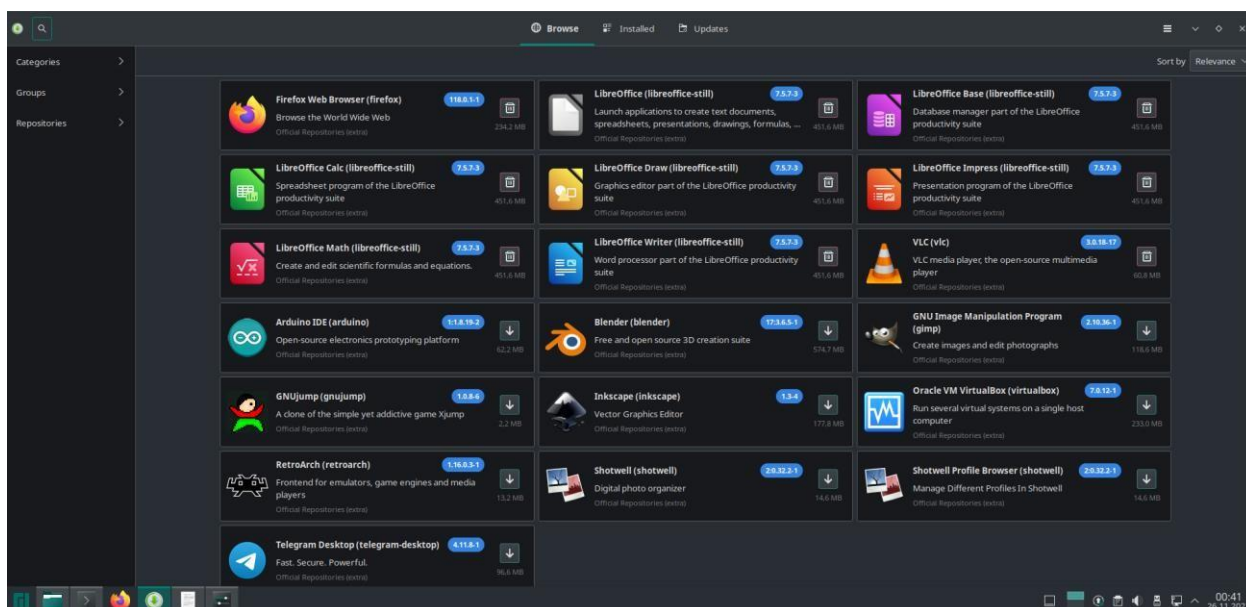 Browse
Installed
Updates
Categories
Groups
Repositories
Sort by
Relevance
Firefox Web Browser (firefox)
118.0.1-1
Browse the World Wide Web
Official Repositories (extra)
234,2 MB
LibreOffice (libreoffice-still)
7.5.7-3
Launch applications to create text documents,
spreadsheets, presentations, drawings, formulas, ...
Official Repositories (extra)
451,6 MB
LibreOffice Base (libreoffice-still)
7.5.7-3
Database manager part of the LibreOffice
productivity suite
Official Repositories (extra)
451,6 MB
LibreOffice Calc (libreoffice-still)
7.5.7-3
Spreadsheet program of the LibreOffice
productivity suite
Official Repositories (extra)
451,6 MB
LibreOffice Draw (libreoffice-still)
7.5.7-3
Graphics editor part of the LibreOffice productivity
suite
Official Repositories (extra)
451,6 MB
LibreOffice Impress (libreoffice-still)
7.5.7-3
Presentation program of the LibreOffice
productivity suite
Official Repositories (extra)
451,6 MB
LibreOffice Math (libreoffice-still)
7.5.7-3
Create and edit scientific formulas and equations.
Official Repositories (extra)
451,6 MB
LibreOffice Writer (libreoffice-still)
7.5.7-3
Word processor part of the LibreOffice productivity
suite
Official Repositories (extra)
451,6 MB
VLC (vlc)
3.0.18-17
VLC media player, the open-source multimedia
player
Official Repositories (extra)
60,8 MB
Arduino IDE (arduino)
1:1.8.19-2
Open-source electronics prototyping platform
Official Repositories (extra)
62,2 MB
Blender (blender)
17:3.6.5-1
Free and open source 3D creation suite
Official Repositories (extra)
574,7 MB
GNU Image Manipulation Program
(gimp)
2.10.36-1
Create images and edit photographs
Official Repositories (extra)
118,6 MB
GNUjump (gnujump)
1.0.8-6
A clone of the simple yet addictive game Xjump
Official Repositories (extra)
2,2 MB
Inkscape (inkscape)
1.3-4
Vector Graphics Editor
Official Repositories (extra)
177,8 MB
Oracle VM VirtualBox (virtualbox)
7.0.12-1
Run several virtual systems on a single host
computer
Official Repositories (extra)
233,0 MB
RetroArch (retroarch)
1.16.0.3-1
Frontend for emulators, game engines and media
players
Official Repositories (extra)
13,2 MB
Shotwell (shotwell)
2:0.32.2-1
Digital photo organizer
Official Repositories (extra)
14,6 MB
Shotwell Profile Browser (shotwell)
2:0.32.2-1
Manage Different Profiles In Shotwell
Official Repositories (extra)
14,6 MB
Telegram Desktop (telegram-desktop)
4.11.8-1
Fast. Secure. Powerful.
Official Repositories (extra)
96,6 MB
00:41